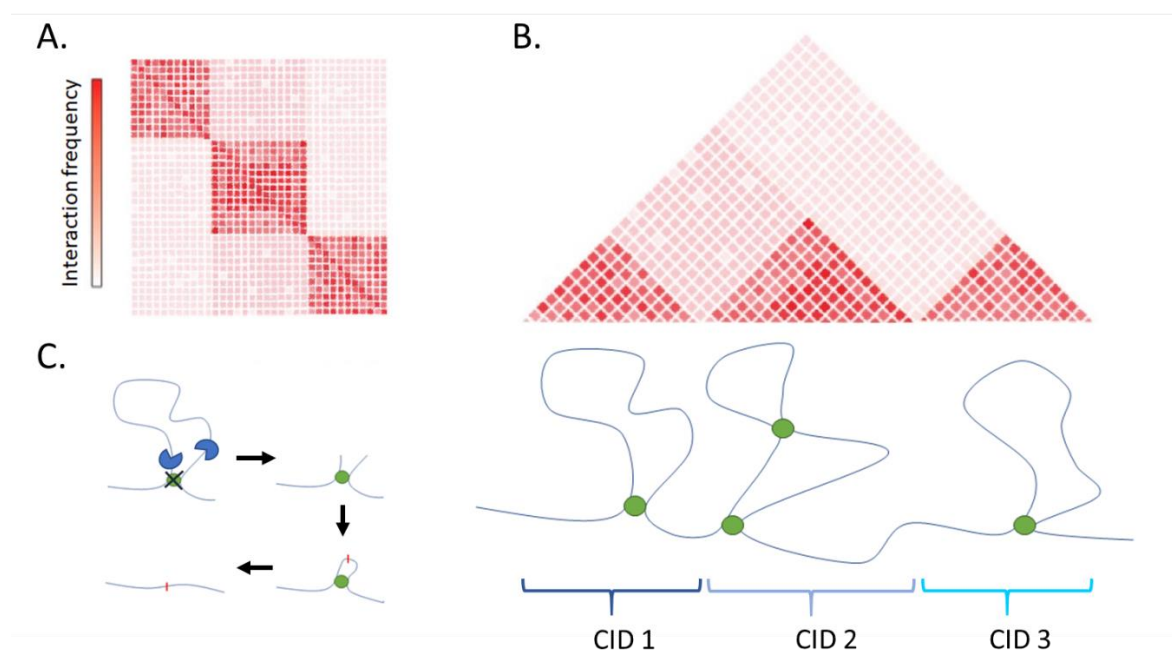 A.
B.
Interaction frequency
C.
CID 1
CID 2
CID 3